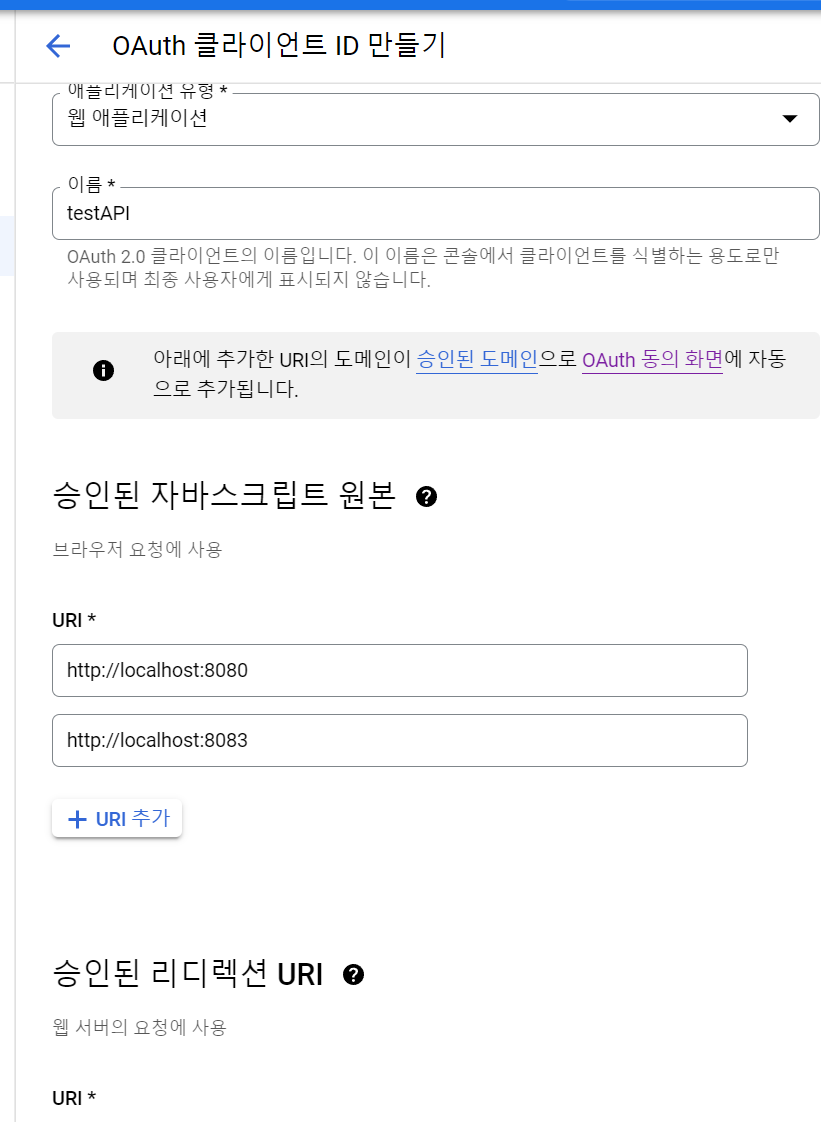 OAuth 클라이언트 ID 만들기
애플리케이션 유형 *
웹 애플리케이션
이름 *
testAPI
OAuth 2.0 클라이언트의 이름입니다. 이 이름은 콘솔에서 클라이언트를 식별하는 용도로만
사용되며 최종 사용자에게 표시되지 않습니다.
아래에 추가한 URI의 도메인이 승인된 도메인으로 OAuth 동의 화면에 자동
으로 추가됩니다.
승인된 자바스크립트 원본
브라우저 요청에 사용
URI *
http://localhost:8080
http://localhost:8083
+ URI 추가
승인된 리디렉션 URI
웹 서버의 요청에 사용
URI *